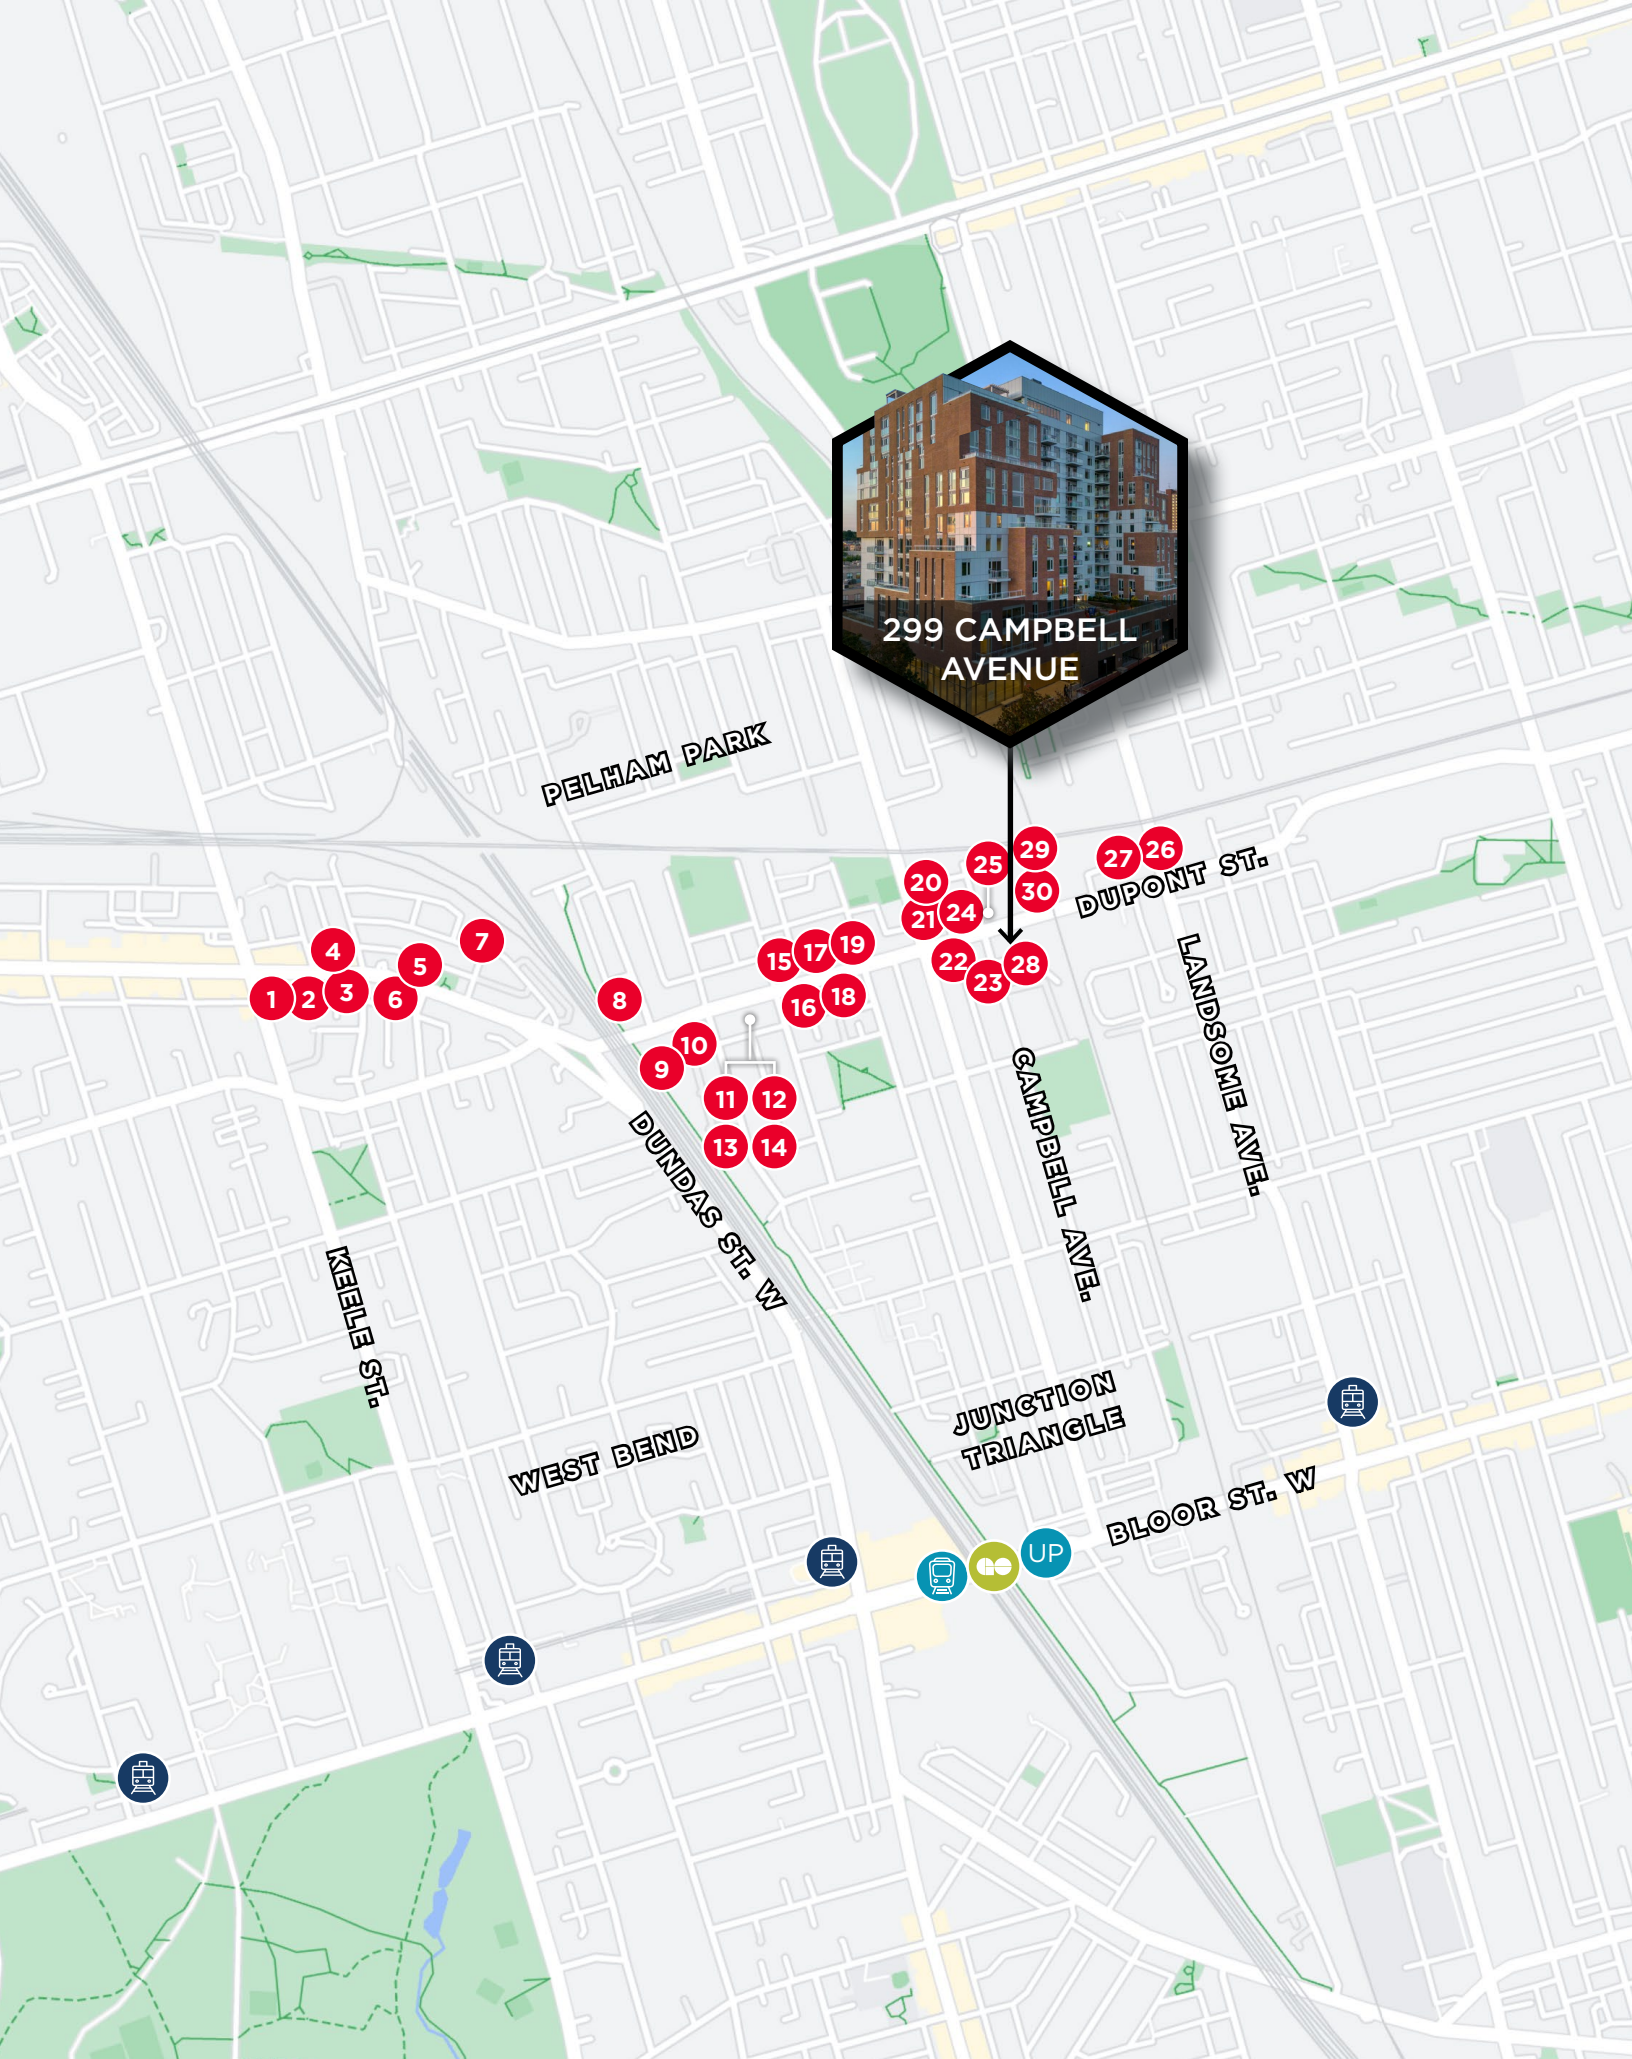 299 CAMPBELL
AVENUE
PELHAM PARK
29
25
27
26
20
DUPONT ST.
30
21
24
7
4
15
17
19
5
22
28
23
1
2
3
6
8
16
18
LANDSOME AVE.
10
9
11
12
13
14
CAMPBELL AVE.
DUNDAS ST. W
KEELE ST.
JUNCTION
TRIANGLE
WEST BEND
BLOOR ST. W
GO
UP